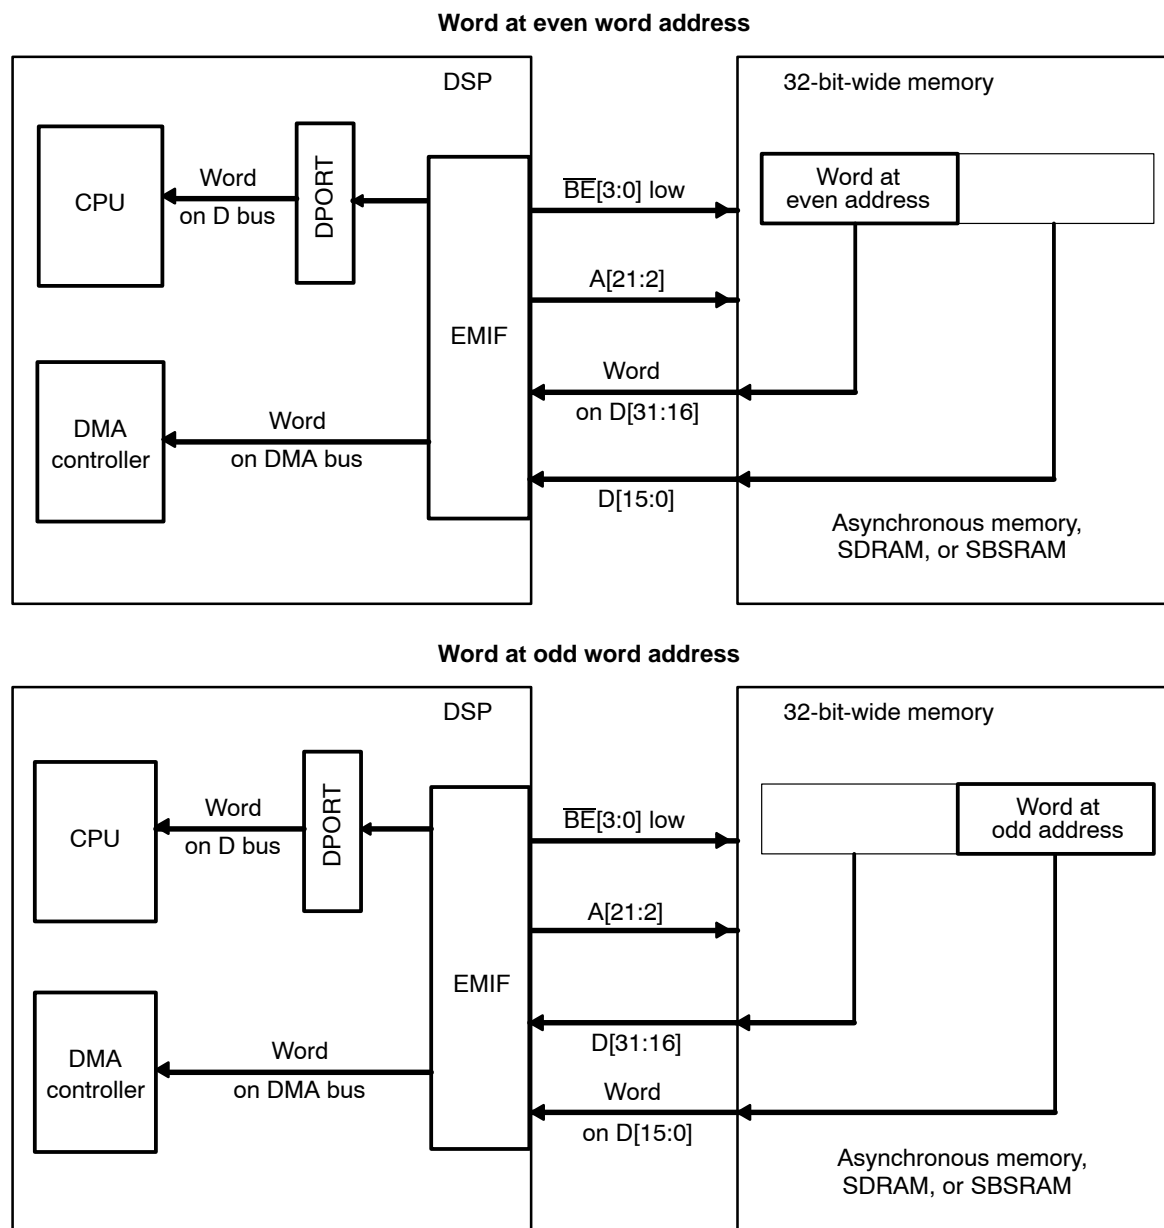 Word at even word address
DSP
32-bit-wide memory
CPU
Word
on D bus
DPORT
EMIF
B̅E̅[3:0] low
Word at
even address
A[21:2]
Word
on D[31:16]
DMA
controller
Word
on DMA bus
D[15:0]
Asynchronous memory,
SDRAM, or SBSRAM
Word at odd word address
DSP
32-bit-wide memory
CPU
Word
on D bus
DPORT
EMIF
B̅E̅[3:0] low
Word at
odd address
A[21:2]
D[31:16]
DMA
controller
Word
on DMA bus
Word
on D[15:0]
Asynchronous memory,
SDRAM, or SBSRAM